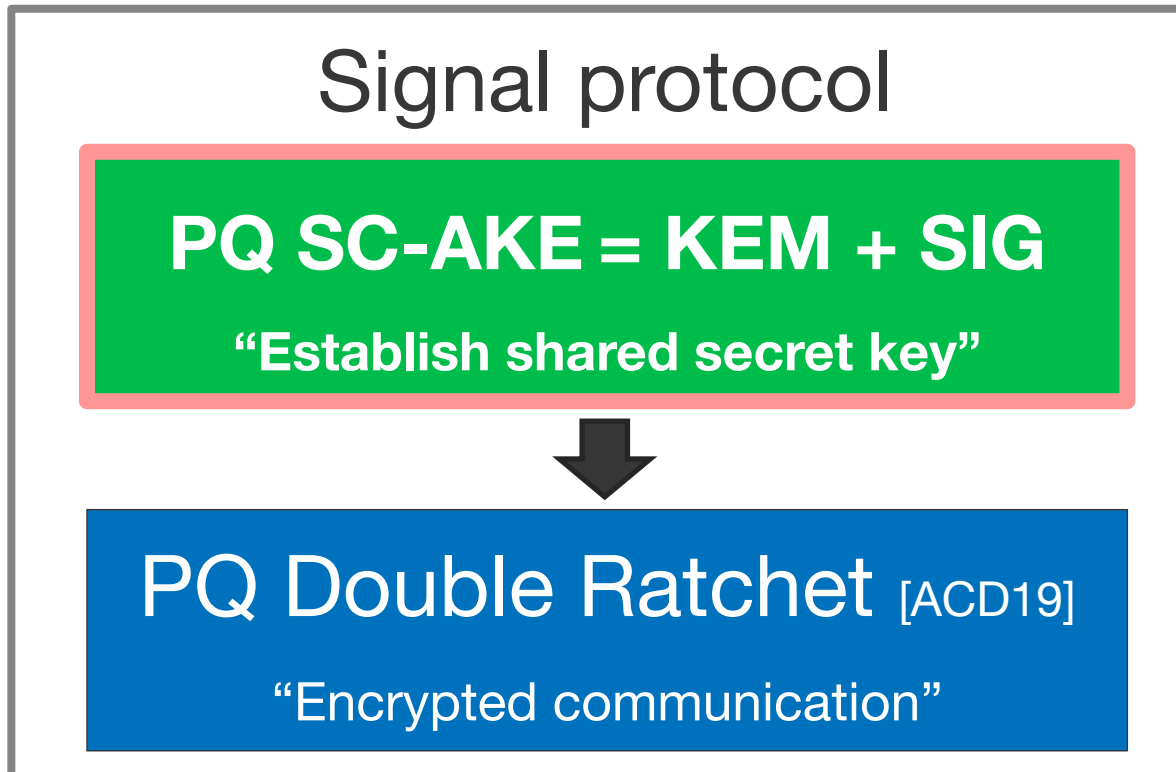 Signal protocol
PQ SC-AKE = KEM + SIG
“Establish shared secret key”
PQ Double Ratchet [ACD19]
“Encrypted communication”